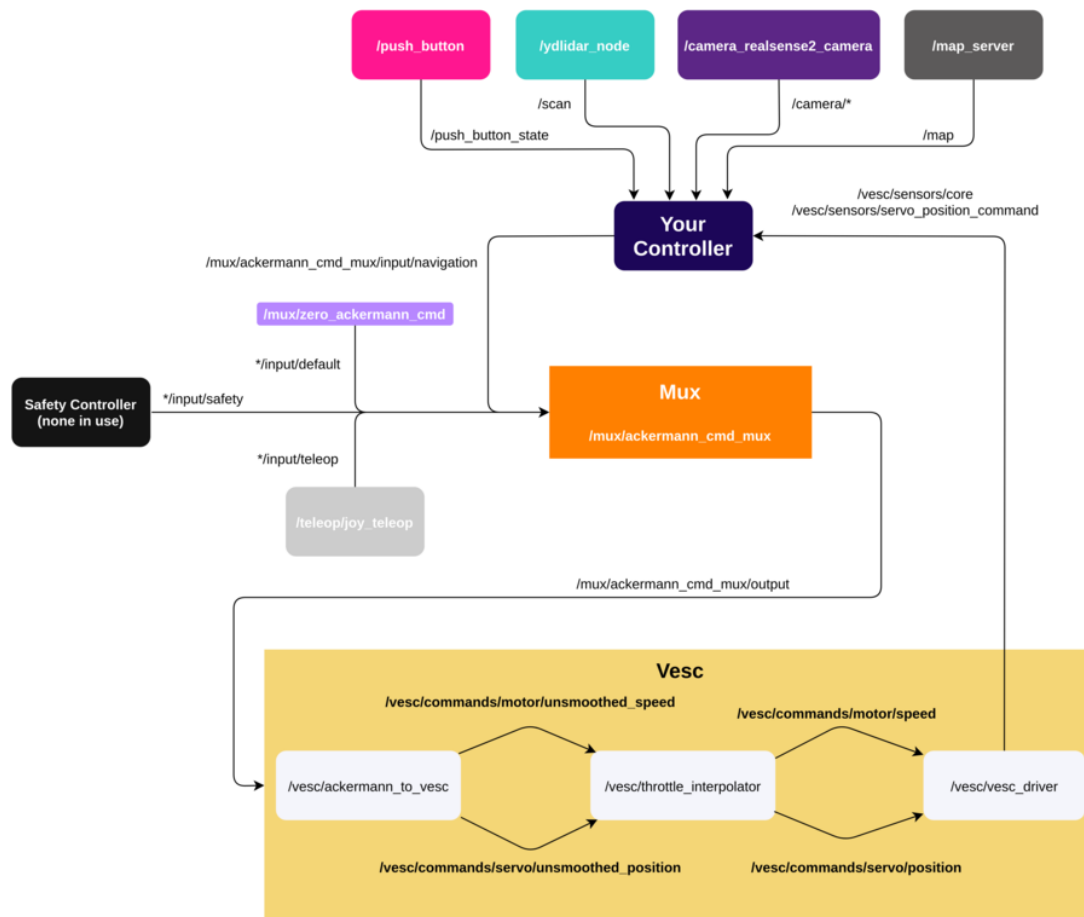 /push_button
/ydlidar_node
/camera_realsense2_camera
/map_server
/scan
/camera/*
/push_button_state
/map
/vesc/sensors/core
/vesc/sensors/servo_position_command
Your
Controller
/mux/ackermann_cmd_mux/input/navigation
/mux/zero_ackermann_cmd
*/input/default
Safety Controller
(none in use)
*/input/safety
Mux
/mux/ackermann_cmd_mux
*/input/teleop
/teleop/joy_teleop
/mux/ackermann_cmd_mux/output
Vesc
/vesc/commands/motor/unsmoothed_speed
/vesc/commands/motor/speed
/vesc/ackermann_to_vesc
/vesc/throttle_interpolator
/vesc/vesc_driver
/vesc/commands/servo/unsmoothed_position
/vesc/commands/servo/position